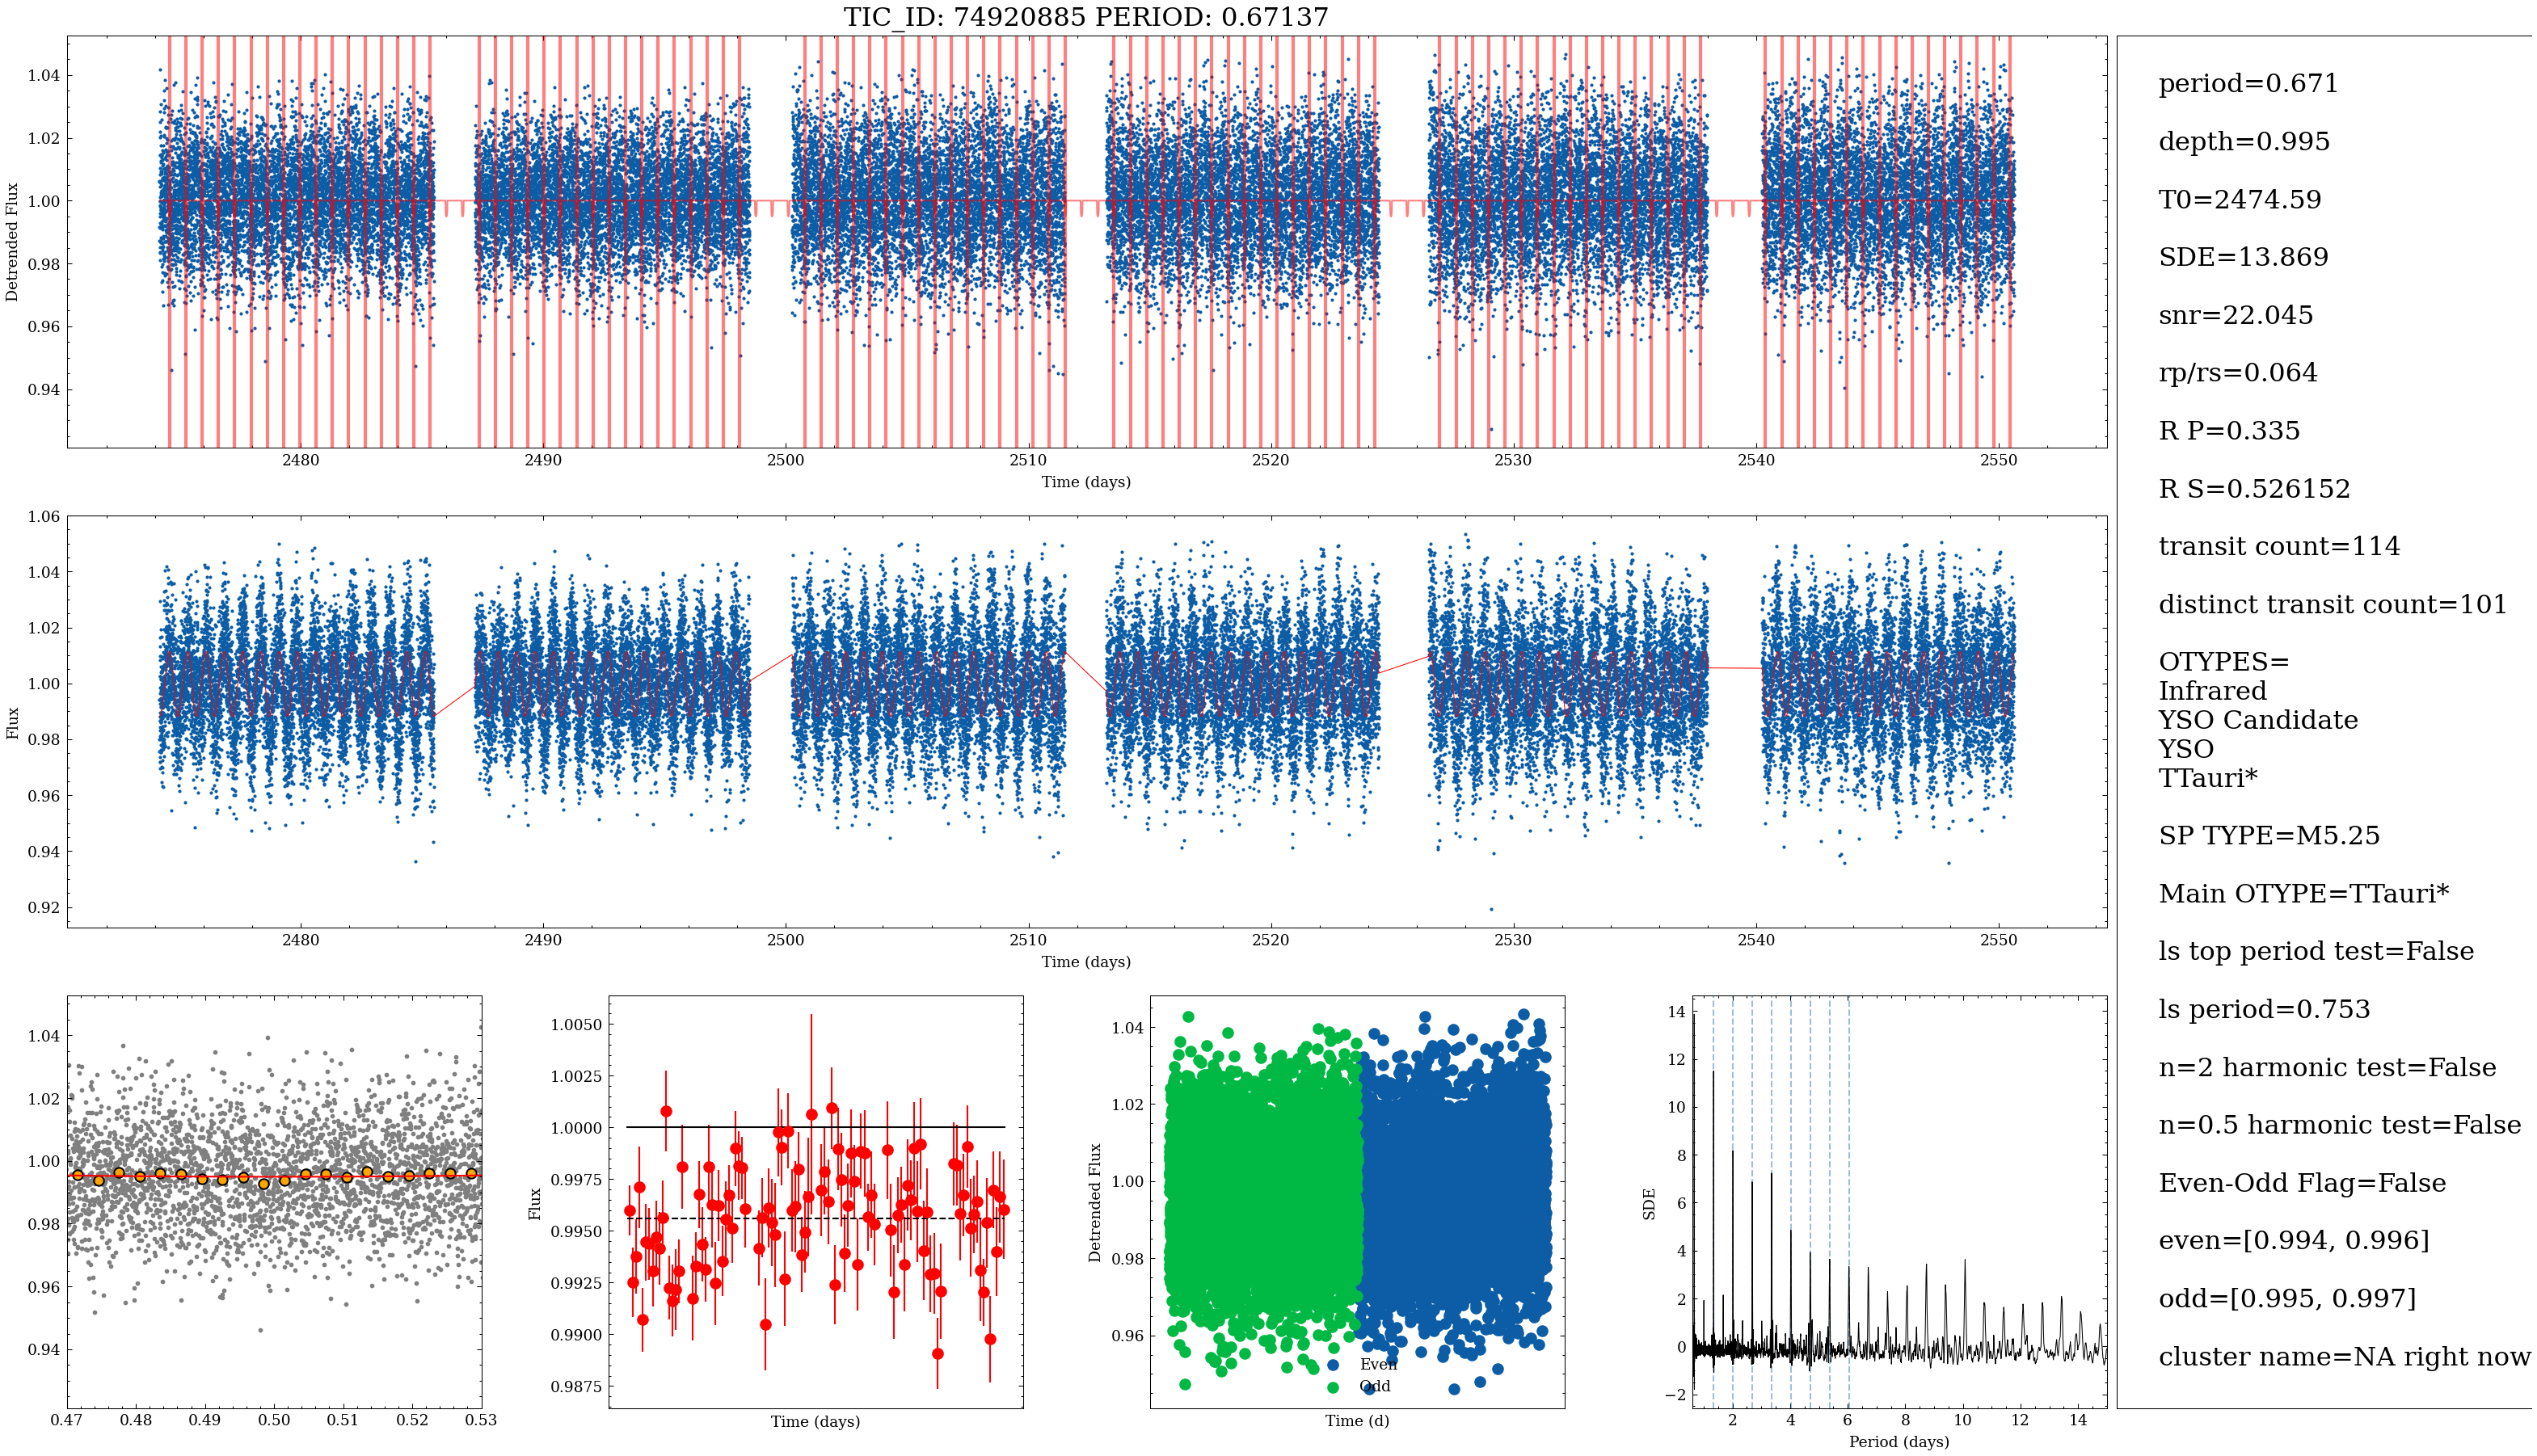 TIC_ID: 74920885 PERIOD: 0.67137
1.04
1.02
1.00
0.98
0.96
0.94
Detrended Flux
2480
2490
2500
2510
2520
2530
2540
2550
Time (days)
1.06
1.04
1.02
1.00
0.98
0.96
0.94
0.92
Flux
2480
2490
2500
2510
2520
2530
2540
2550
Time (days)
1.04
1.02
1.00
0.98
0.96
0.94
0.47
0.48
0.49
0.50
0.51
0.52
0.53
1.0050
1.0025
1.0000
0.9975
0.9950
0.9925
0.9900
0.9875
Flux
Time (days)
1.04
1.02
1.00
0.98
0.96
Detrended Flux
Even
Odd
Time (d)
14
12
10
8
6
4
2
0
−2
SDE
2
4
6
8
10
12
14
Period (days)
period=0.671
depth=0.995
T0=2474.59
SDE=13.869
snr=22.045
rp/rs=0.064
R P=0.335
R S=0.526152
transit count=114
distinct transit count=101
OTYPES=
Infrared
YSO Candidate
YSO
TTauri*
SP TYPE=M5.25
Main OTYPE=TTauri*
ls top period test=False
ls period=0.753
n=2 harmonic test=False
n=0.5 harmonic test=False
Even-Odd Flag=False
even=[0.994, 0.996]
odd=[0.995, 0.997]
cluster name=NA right now